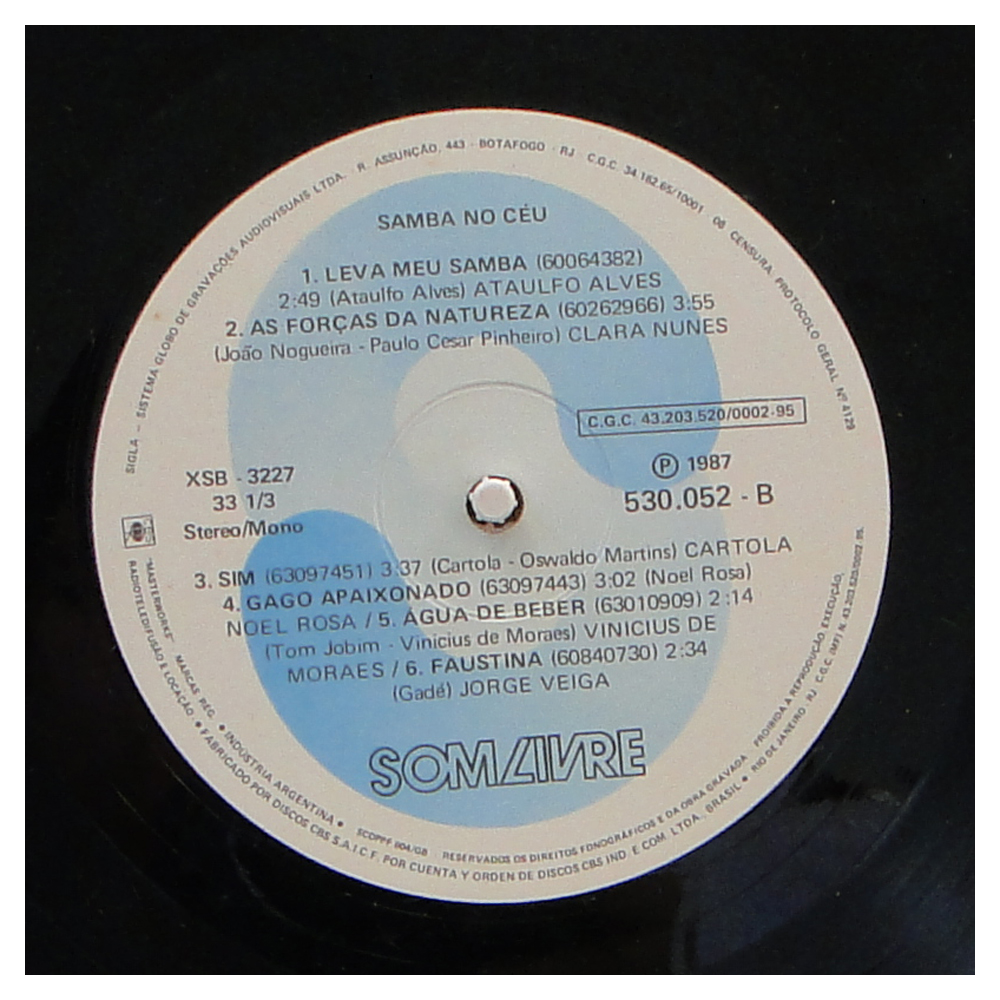 SIGLA – SISTEMA GLOBO DE GRAVAÇÕES AUDIOVISUAIS LTDA. R. ASSUNÇÃO, 443 - BOTAFOGO - RJ - C.G.C. 34.182.65/10001 - 08 CENSURA PROTOCOLO GERAL Nº 4129
SAMBA NO CÉU
1. LEVA MEU SAMBA (60064382)
2:49 (Ataulfo Alves) ATAULFO ALVES
2. AS FORÇAS DA NATUREZA (60262966) 3:55
(João Nogueira - Paulo Cesar Pinheiro) CLARA NUNES
C.G.C. 43.203.520/0002-95
XSB - 3227
33 1/3
Stereo/Mono
Ⓟ 1987
530.052 - B
3. SIM (63097451) 3:37 (Cartola - Oswaldo Martins) CARTOLA
4. GAGO APAIXONADO (63097443) 3:02 (Noel Rosa)
NOEL ROSA / 5. ÁGUA DE BEBER (63010909) 2:14
(Tom Jobim - Vinicius de Moraes) VINICIUS DE
MORAES / 6. FAUSTINA (60840730) 2:34
(Gadé) JORGE VEIGA
SOM LIVRE
"MASTERWORKS" MARCAS REG. ● INDUSTRIA ARGENTINA ● SCDPPF 804/GB - RESERVADOS OS DIREITOS FONOGRÁFICOS E DA OBRA GRAVADA PROIBIDA A REPRODUÇÃO EXECUÇÃO,
RADIOTELEDIFUSÃO E LOCAÇÃO. ● FABRICADO POR DISCOS CBS S.A.I.C.F. POR CUENTA Y ORDEN DE DISCOS CBS IND. E COM. LTDA., BRASIL ● RIO DE JANEIRO - RJ C.G.C. (MF) N. 43.203.520/0002